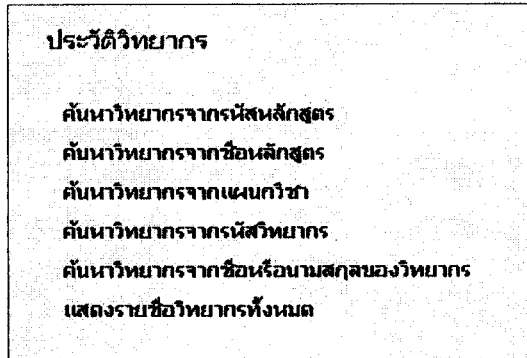 ประวัติวิทยากร
ค้นหาวิทยากรจากรหัสหลักสูตร
ค้นหาวิทยากรจากชื่อหลักสูตร
ค้นหาวิทยากรจากแผนกวิชา
ค้นหาวิทยากรจากรหัสวิทยากร
ค้นหาวิทยากรจากชื่อหรือนามสกุลของวิทยากร
แสดงรายชื่อวิทยากรทั้งหมด